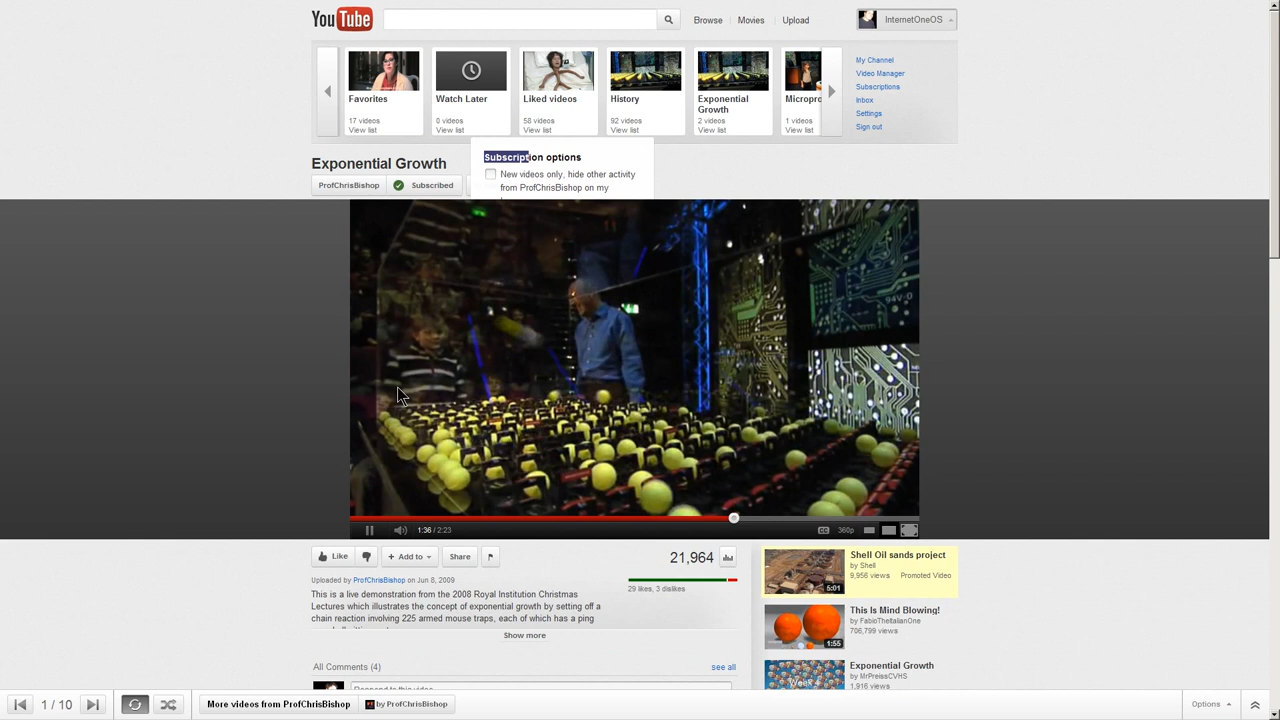 YouTube
Browse
Movies
Upload
InternetOneOS
Favorites
17 videos
View list
Watch Later
0 videos
View list
Liked videos
58 videos
View list
History
92 videos
View list
Exponential
Growth
2 videos
View list
Micropro
1 videos
View list
My Channel
Video Manager
Subscriptions
Inbox
Settings
Sign out
Exponential Growth
ProfChrisBishop
Subscribed
Subscription options
New videos only, hide other activity
from ProfChrisBishop on my
94V-0
1:36 / 2:23
CC
360p
Like
Add to
Share
21,964
Uploaded by ProfChrisBishop on Jun 8, 2009
29 likes, 3 dislikes
This is a live demonstration from the 2008 Royal Institution Christmas
Lectures which illustrates the concept of exponential growth by setting off a
chain reaction involving 225 armed mouse traps, each of which has a ping
Show more
All Comments (4)
see all
Respond to this video...
Shell Oil sands project
by Shell
9,956 views
Promoted Video
5:01
This Is Mind Blowing!
by FabioTheItalianOne
706,799 views
1:55
Exponential Growth
by MrPreissCVHS
1,916 views
1 / 10
More videos from ProfChrisBishop
by ProfChrisBishop
Options